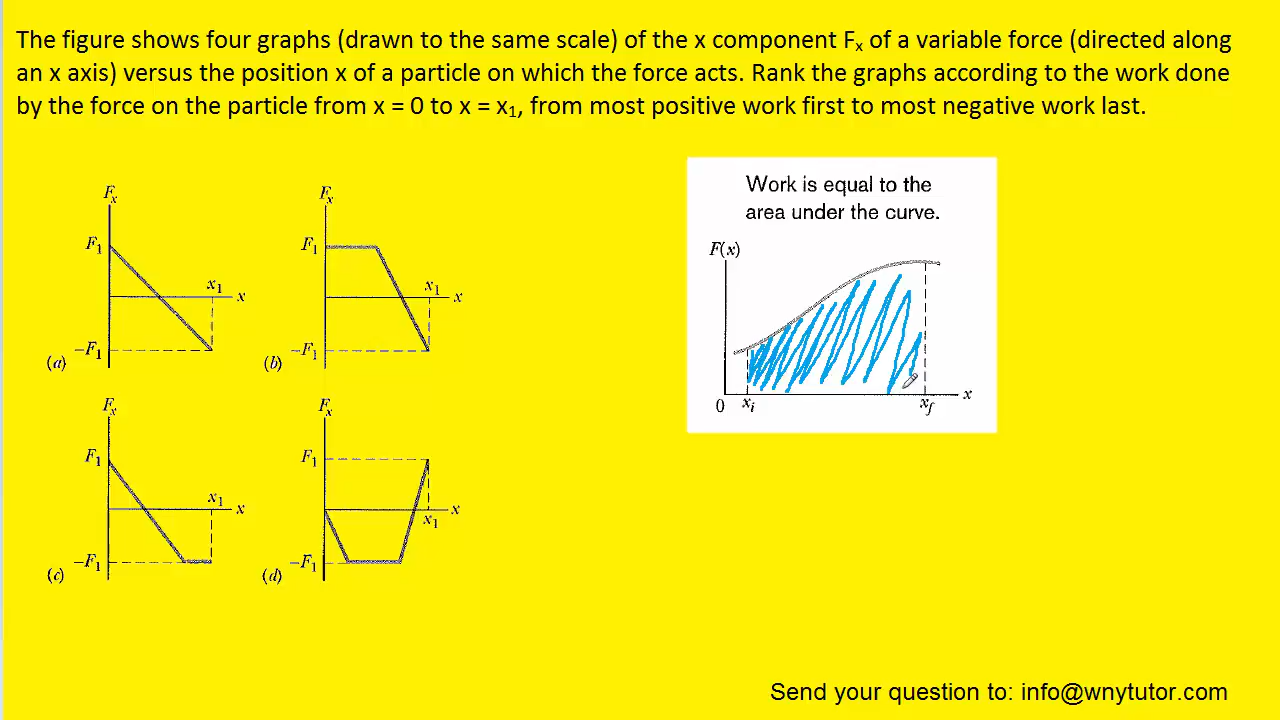 The figure shows four graphs (drawn to the same scale) of the x component Fₓ of a variable force (directed along
an x axis) versus the position x of a particle on which the force acts. Rank the graphs according to the work done
by the force on the particle from x = 0 to x = x₁, from most positive work first to most negative work last.
Work is equal to the
area under the curve.
F(x)
0 xᵢ x_f x
Fₓ
F₁
x₁ x
−F₁
(a)
Fₓ
F₁
x₁ x
−F₁
(b)
Fₓ
F₁
x₁ x
−F₁
(c)
Fₓ
F₁
x
x₁
−F₁
(d)
Send your question to: info@wnytutor.com